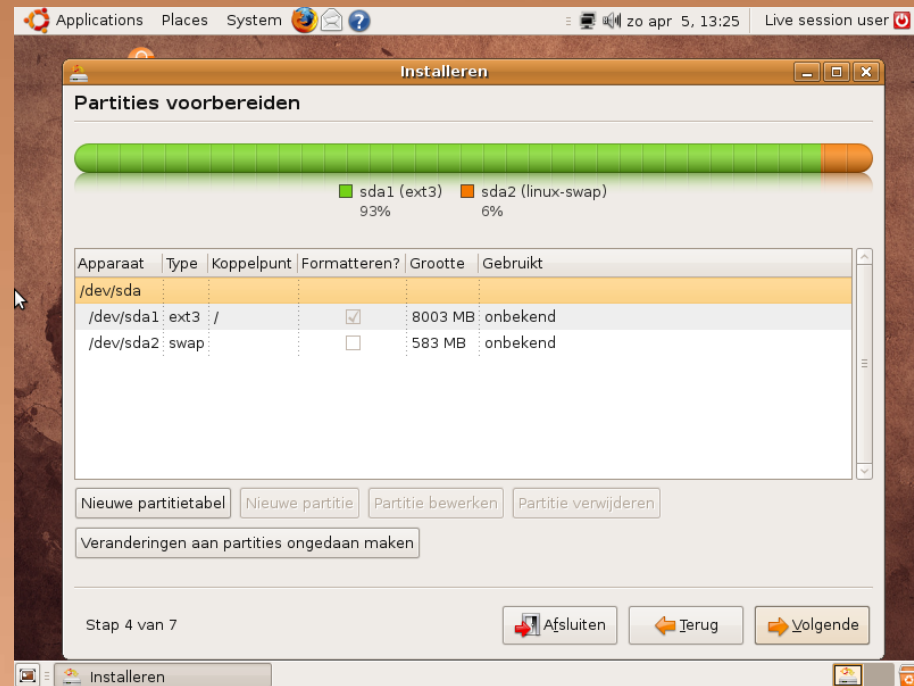 Applications Places System zo apr 5, 13:25 Live session user
Installeren
Partities voorbereiden
sda1 (ext3) sda2 (linux-swap)
93% 6%
Apparaat Type Koppelpunt Formatteren? Grootte Gebruikt
/dev/sda
/dev/sda1 ext3 / 8003 MB onbekend
/dev/sda2 swap 583 MB onbekend
Nieuwe partitietabel Nieuwe partitie Partitie bewerken Partitie verwijderen
Veranderingen aan partities ongedaan maken
Stap 4 van 7 Afsluiten Terug Volgende
Installeren